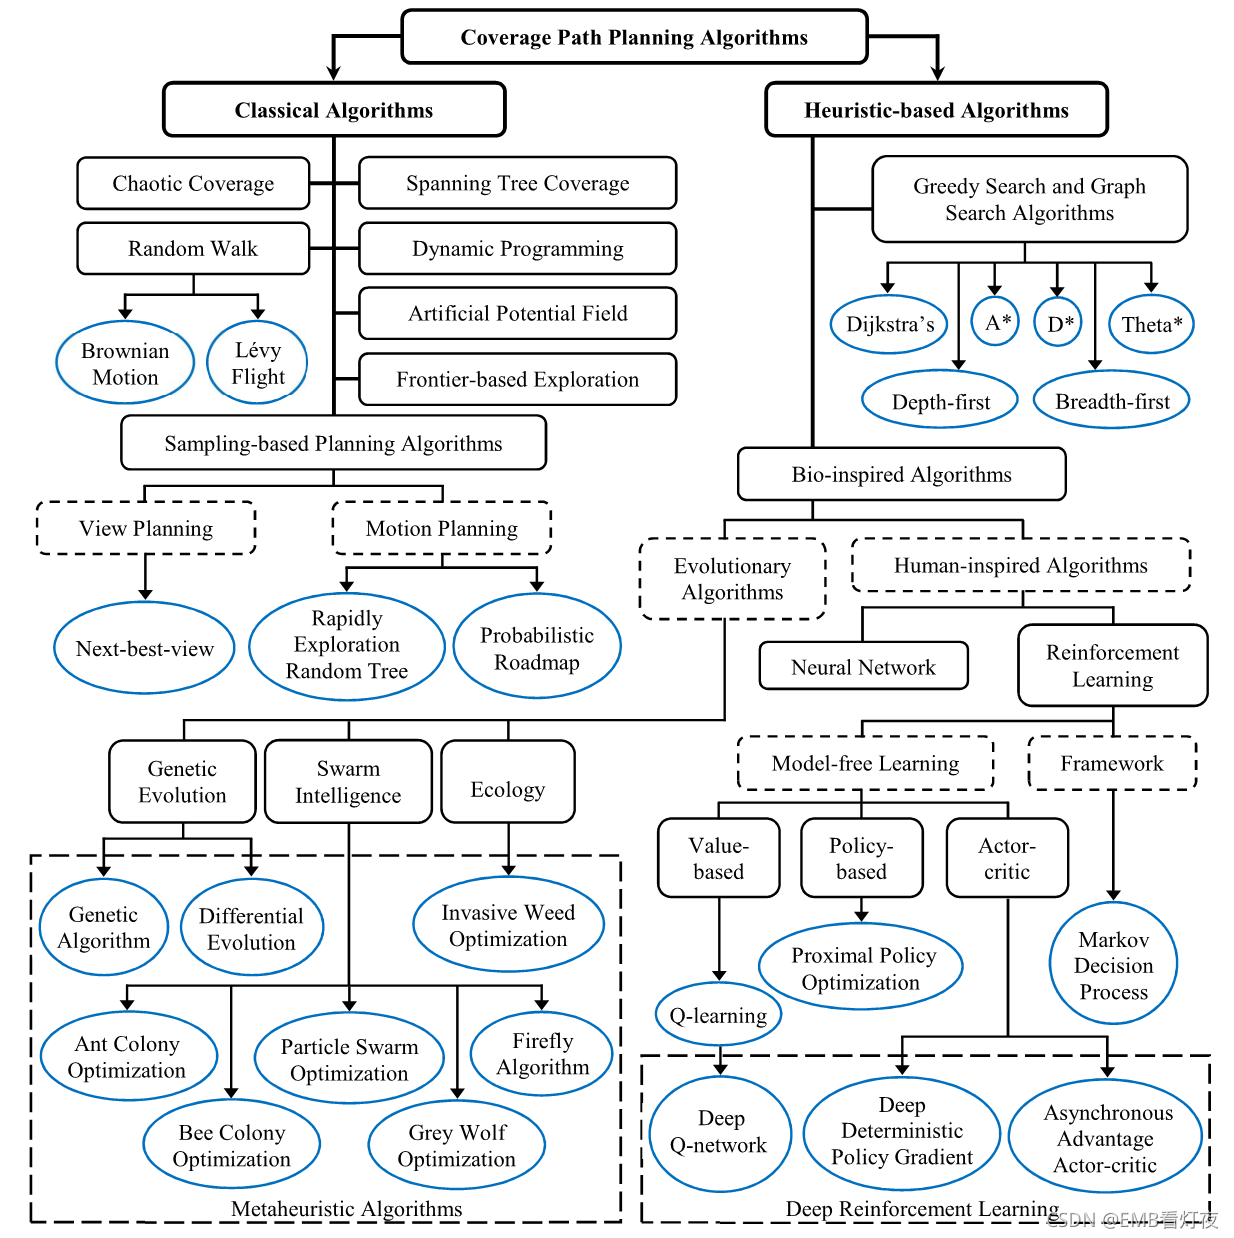 Coverage Path Planning Algorithms
Classical Algorithms
Heuristic-based Algorithms
Chaotic Coverage
Spanning Tree Coverage
Random Walk
Dynamic Programming
Brownian
Motion
Lévy
Flight
Artificial Potential Field
Frontier-based Exploration
Greedy Search and Graph
Search Algorithms
Dijkstra's
A*
D*
Theta*
Depth-first
Breadth-first
Sampling-based Planning Algorithms
View Planning
Motion Planning
Next-best-view
Rapidly
Exploration
Random Tree
Probabilistic
Roadmap
Bio-inspired Algorithms
Evolutionary
Algorithms
Human-inspired Algorithms
Neural Network
Reinforcement
Learning
Genetic
Evolution
Swarm
Intelligence
Ecology
Model-free Learning
Framework
Value-
based
Policy-
based
Actor-
critic
Genetic
Algorithm
Differential
Evolution
Invasive Weed
Optimization
Proximal Policy
Optimization
Markov
Decision
Process
Q-learning
Ant Colony
Optimization
Particle Swarm
Optimization
Firefly
Algorithm
Bee Colony
Optimization
Grey Wolf
Optimization
Metaheuristic Algorithms
Deep
Q-network
Deep
Deterministic
Policy Gradient
Asynchronous
Advantage
Actor-critic
Deep Reinforcement Learning
CSDN @EMB看灯夜